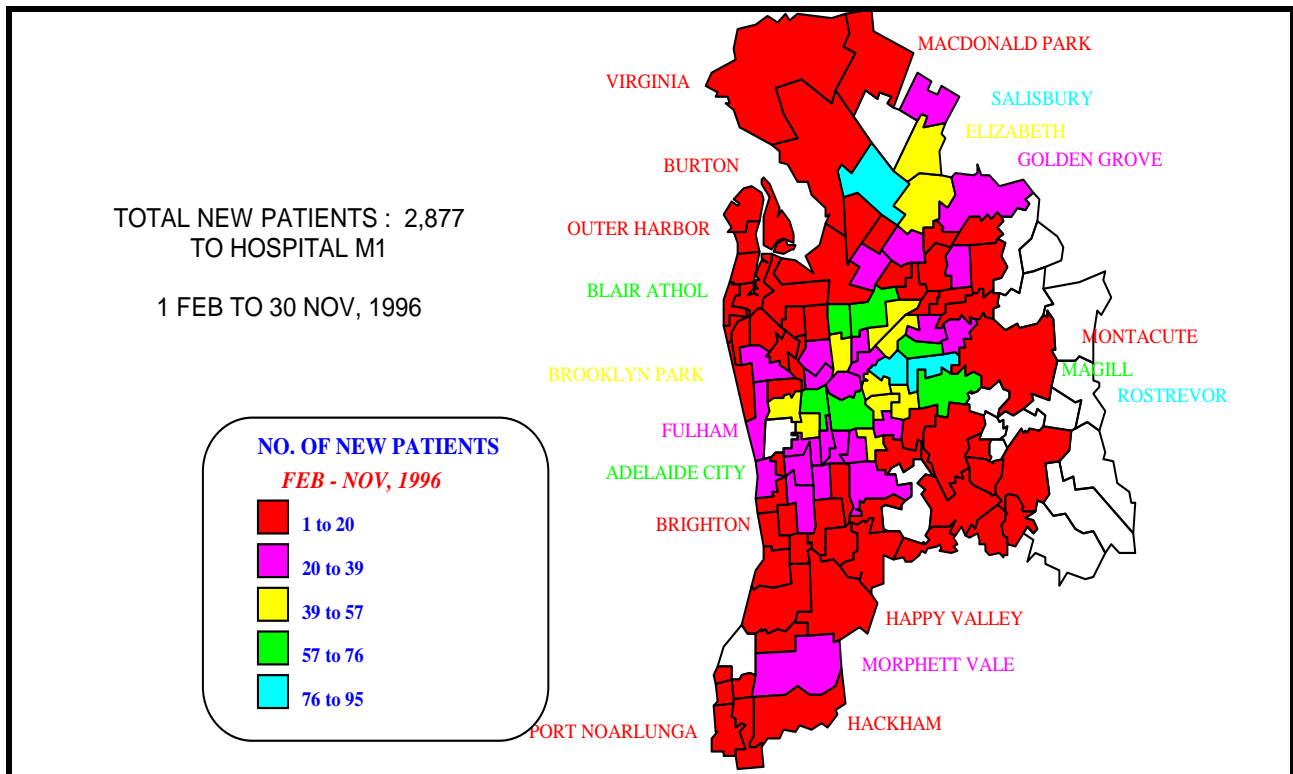 MACDONALD PARK
VIRGINIA
SALISBURY
ELIZABETH
GOLDEN GROVE
BURTON
TOTAL NEW PATIENTS : 2,877
TO HOSPITAL M1
OUTER HARBOR
BLAIR ATHOL
1 FEB TO 30 NOV, 1996
MONTACUTE
MAGILL
BROOKLYN PARK
ROSTREVOR
FULHAM
NO. OF NEW PATIENTS
ADELAIDE CITY
FEB - NOV, 1996
1 to 20
BRIGHTON
20 to 39
39 to 57
HAPPY VALLEY
57 to 76
MORPHETT VALE
76 to 95
PORT NOARLUNGA
HACKHAM